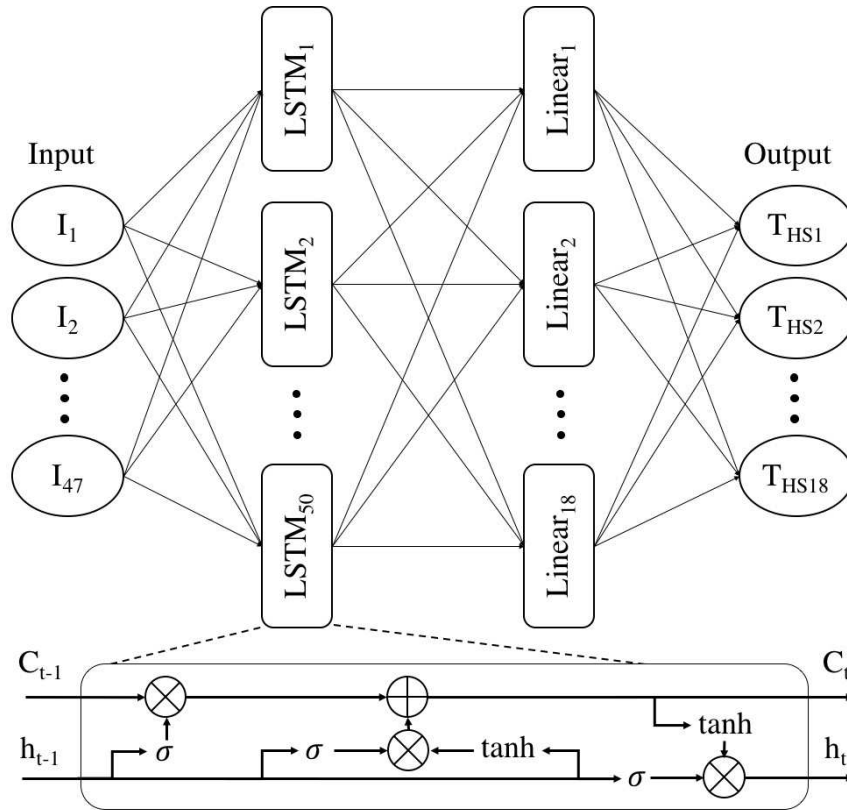 Input
I1
I2
I47
LSTM1
LSTM2
LSTM50
Linear1
Linear2
Linear18
Output
THS1
THS2
THS18
Ct-1
Ct
ht-1
σ
σ
tanh
σ
tanh
ht